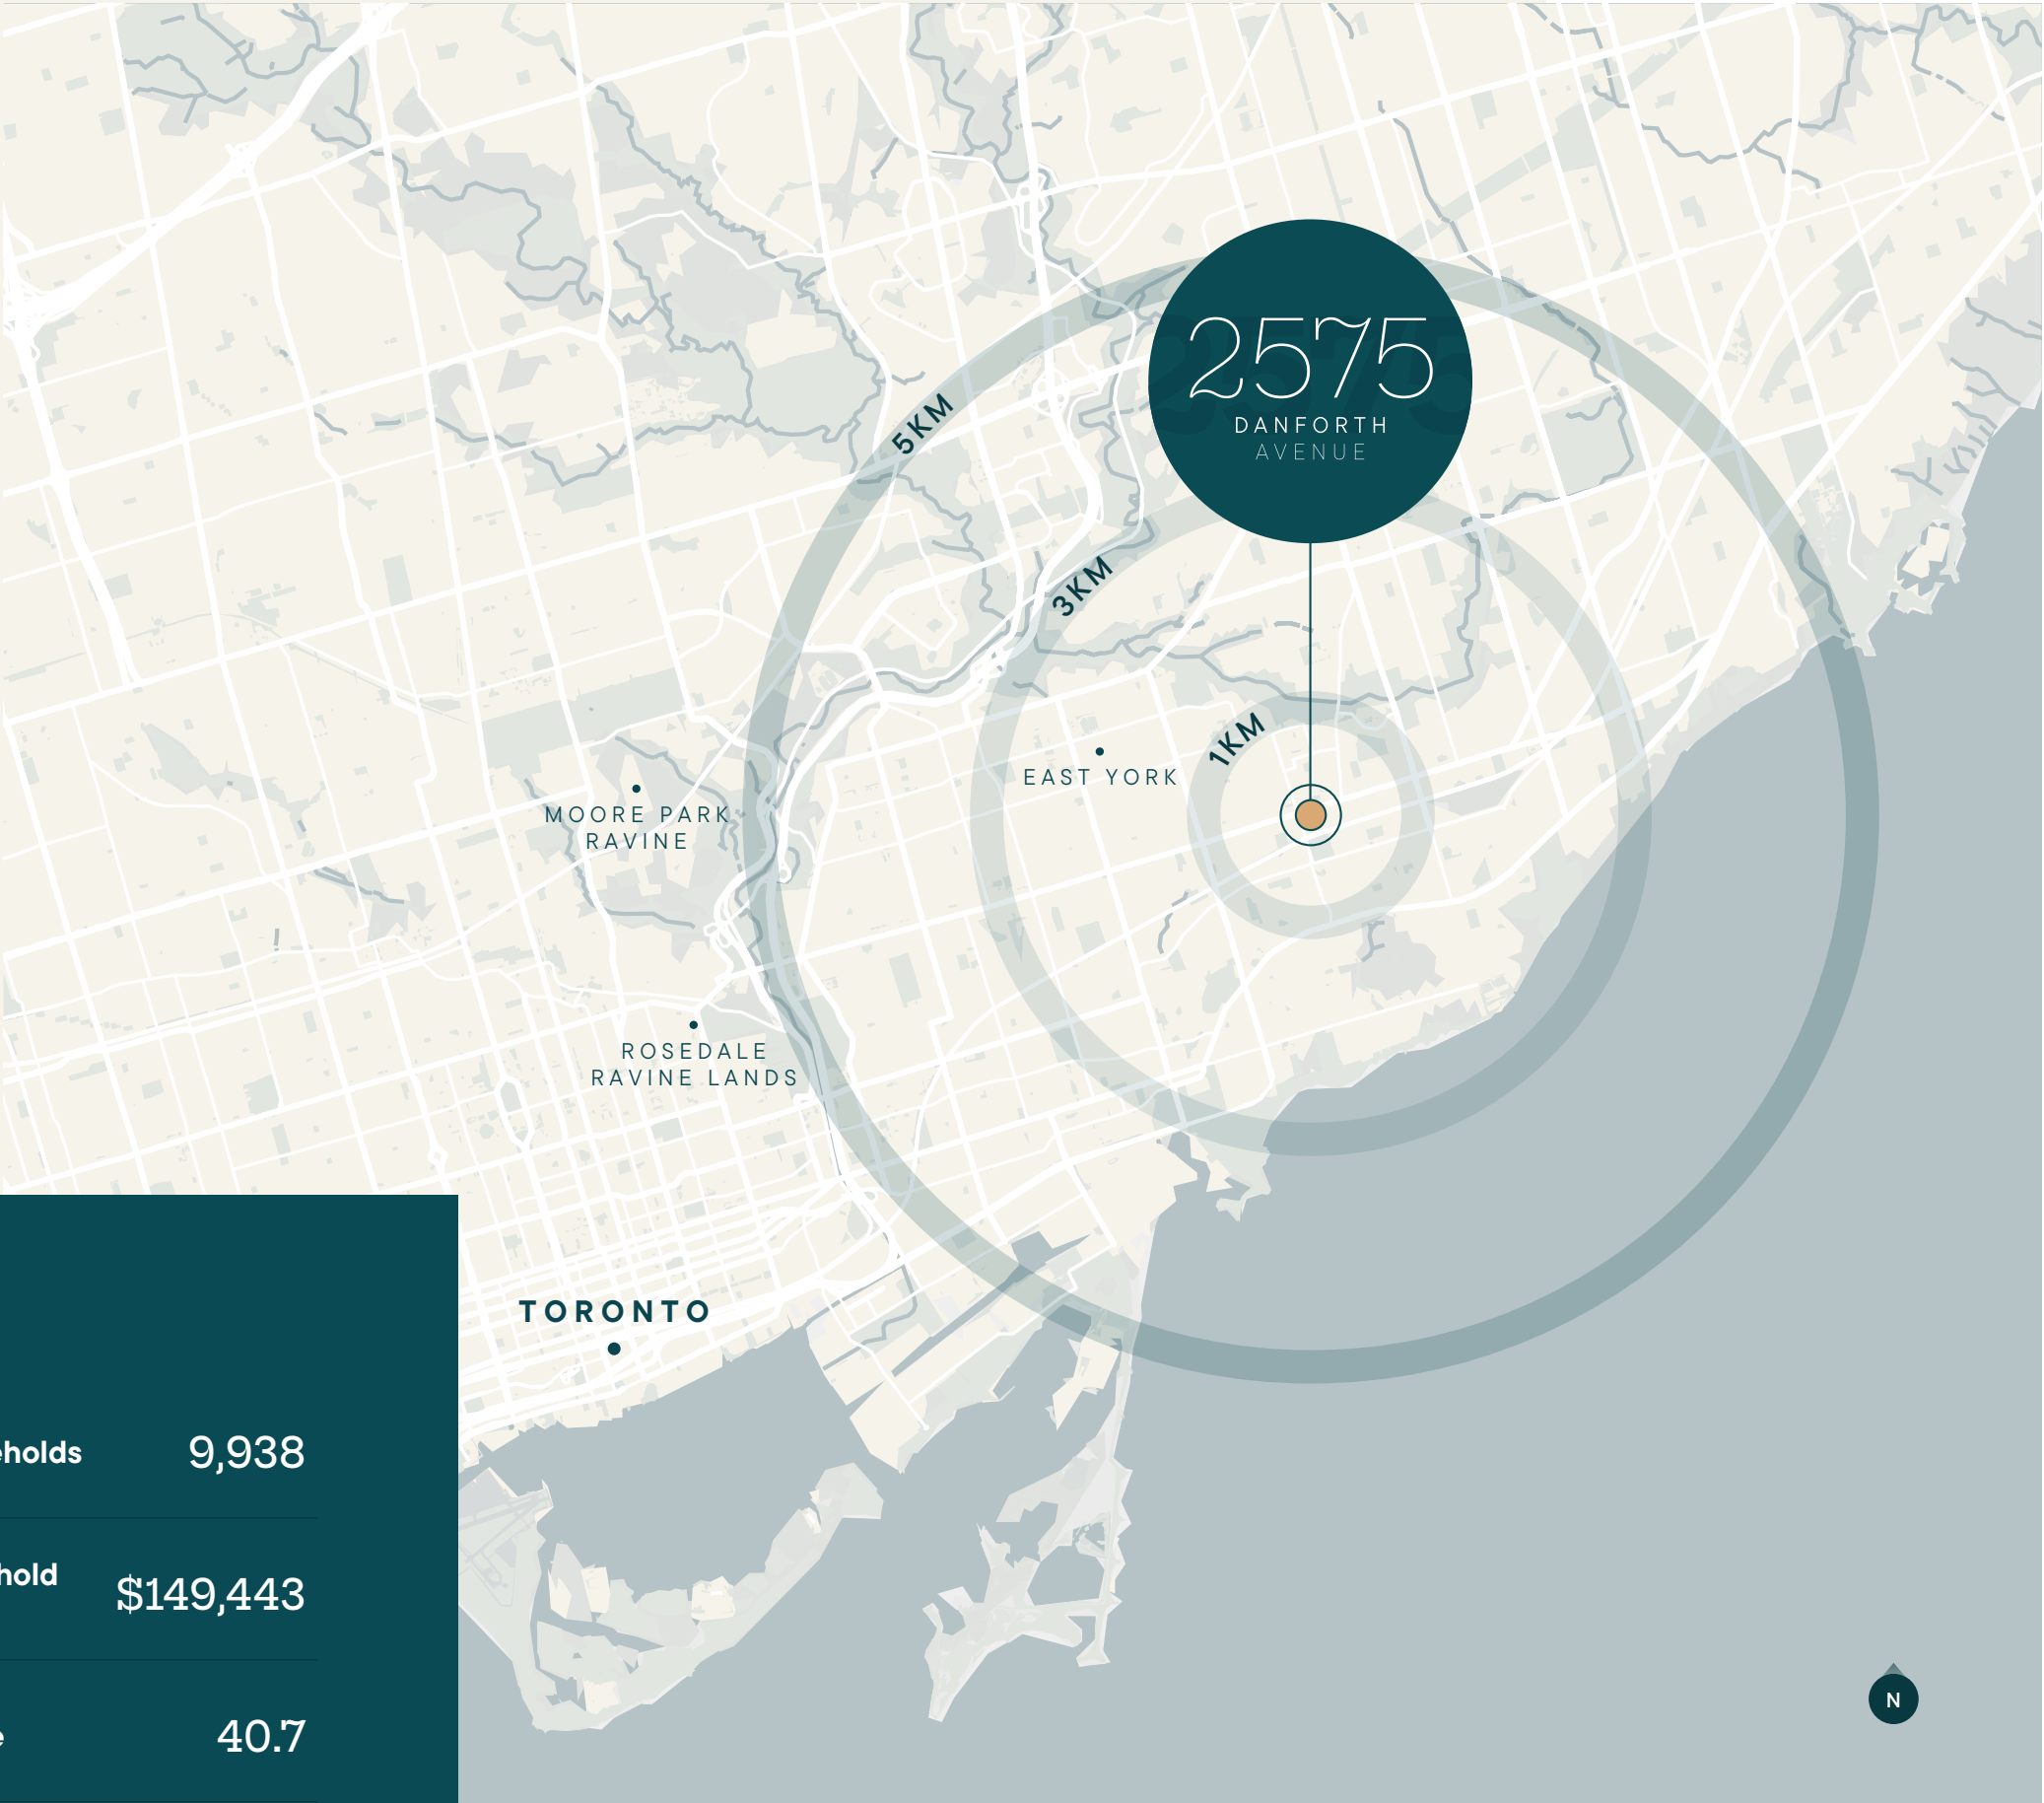 2575
DANFORTH
AVENUE
5KM
3KM
1KM
EAST YORK
MOORE PARK
RAVINE
ROSEDALE
RAVINE LANDS
TORONTO
eholds 9,938
hold $149,443
e 40.7
N